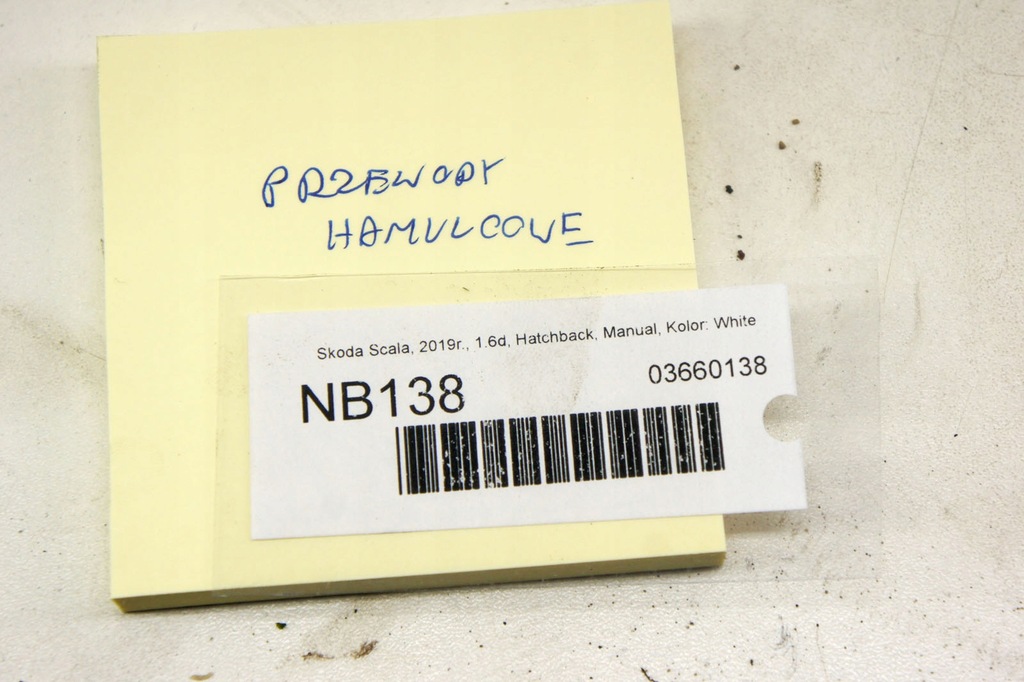 PRZEWODY
HAMULCOWE
Skoda Scala, 2019r., 1.6d, Hatchback, Manual, Kolor: White
NB138
03660138